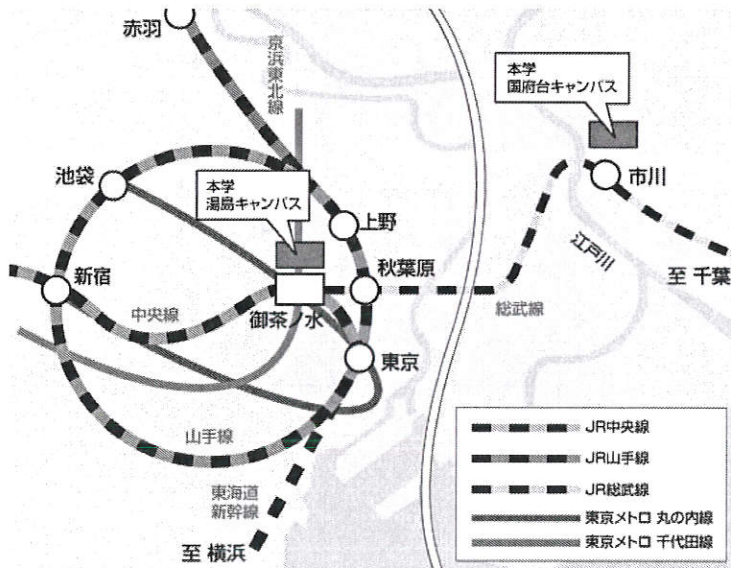 赤羽
京浜東北線
本学
国府台キャンパス
池袋
本学
湯島キャンパス
上野
市川
新宿
秋葉原
江戸川
至 千葉
中央線
御茶ノ水
総武線
東京
山手線
JR中央線
JR山手線
東海道
新幹線
JR総武線
東京メトロ 丸の内線
至 横浜
東京メトロ 千代田線